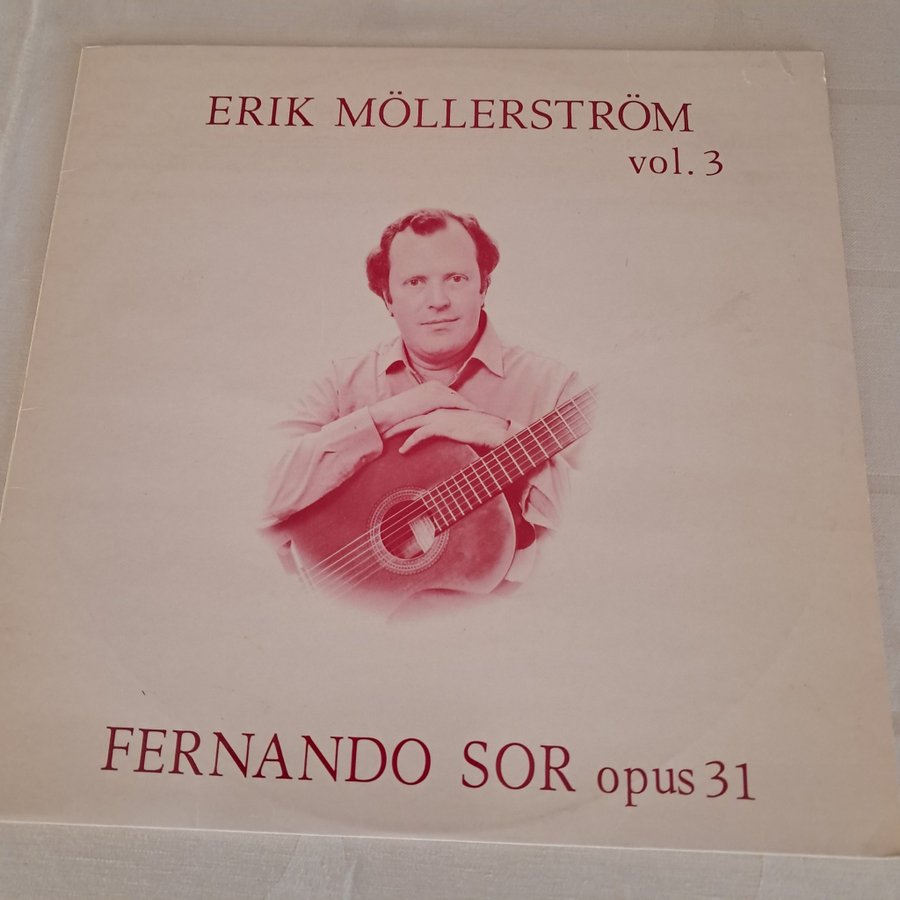 ERIK MÖLLERSTRÖM
vol. 3
FERNANDO SOR opus 31